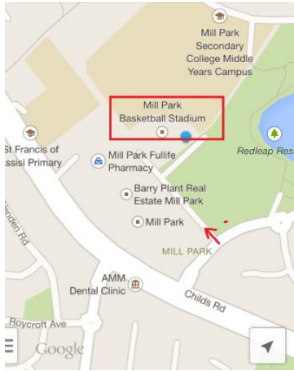 Mill Park
Secondary
College Middle
Years Campus
Mill Park
Basketball Stadium
St Francis of
ssisi Primary
Mill Park Fullife
Pharmacy
Redleap Res
Barry Plant Real
Estate Mill Park
Mill Park
MILL PARK
AMM
Dental Clinic
Childs Rd
Roycroft Ave
Google